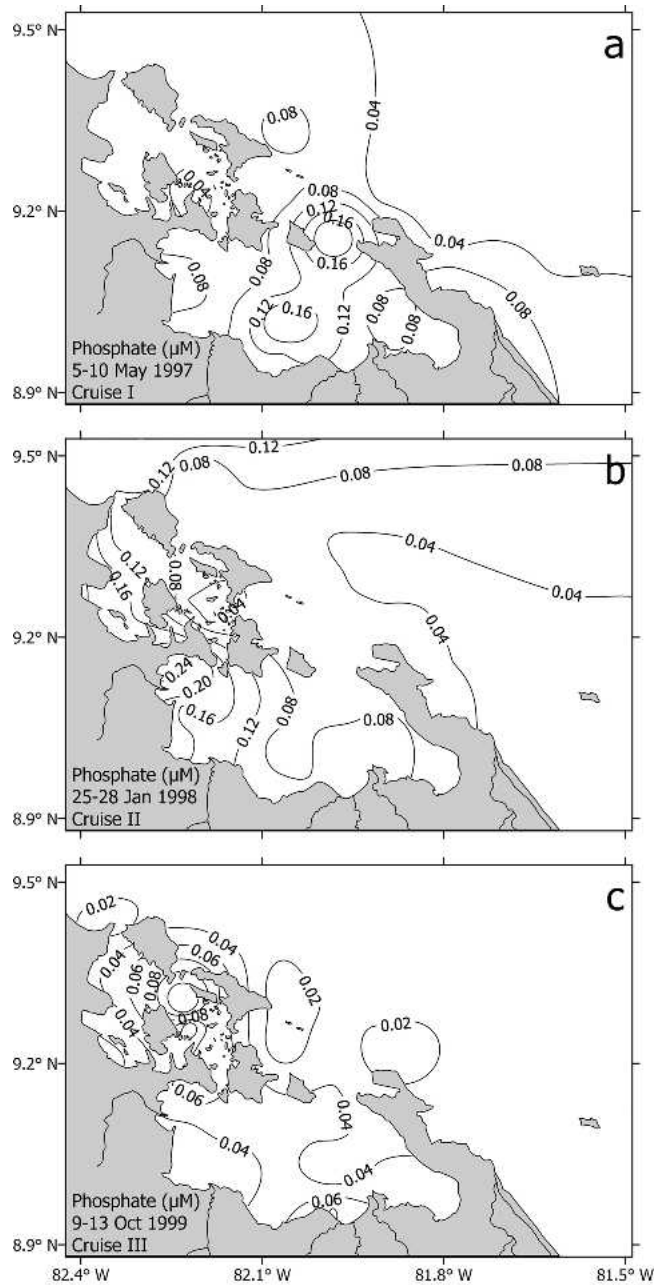 9.5° N
a
0.08
0.04
0.04
0.08
0.12
0.16
9.2° N
0.04
0.16
0.08
0.08
0.08
0.16
0.12
0.12
0.08
0.08
Phosphate (µM)
5-10 May 1997
Cruise I
8.9° N
9.5° N
0.12
b
0.08
0.12
0.08
0.04
0.12
0.08
0.16
0.04
0.04
9.2° N
0.04
0.24
0.20
0.16
0.08
0.12
0.08
Phosphate (µM)
25-28 Jan 1998
Cruise II
8.9° N
9.5° N
c
0.02
0.04
0.06
0.04
0.06
0.08
0.02
0.08
0.04
0.02
9.2° N
0.06
0.04
0.04
0.04
0.06
Phosphate (µM)
9-13 Oct 1999
Cruise III
8.9° N
82.4° W 82.1° W 81.8° W 81.5° W